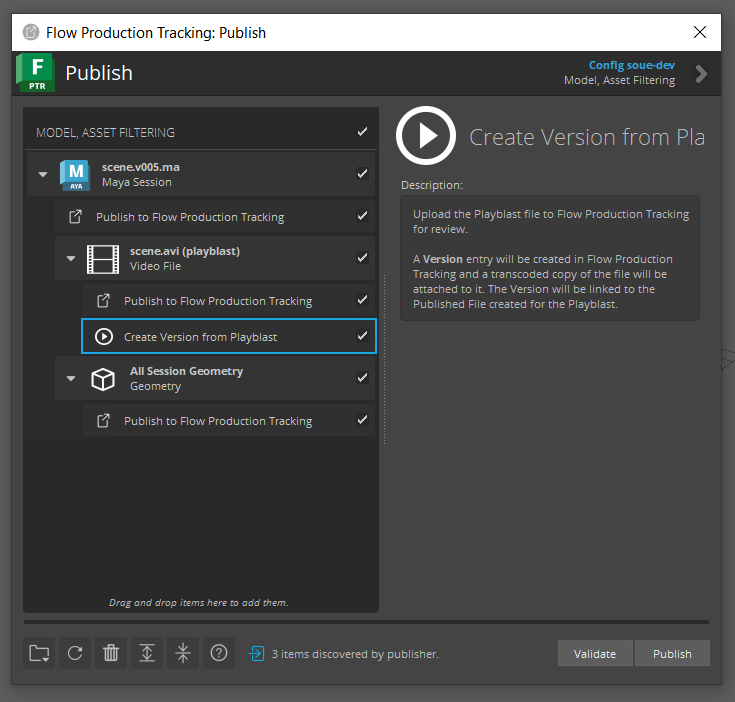 Flow Production Tracking: Publish
F
PTR
Publish
Config soue-dev
Model, Asset Filtering
MODEL, ASSET FILTERING
M
AYA
scene.v005.ma
Maya Session
Publish to Flow Production Tracking
scene.avi (playblast)
Video File
Publish to Flow Production Tracking
Create Version from Playblast
All Session Geometry
Geometry
Publish to Flow Production Tracking
Drag and drop items here to add them.
Create Version from Pla
Description:
Upload the Playblast file to Flow Production Tracking
for review.
A Version entry will be created in Flow Production
Tracking and a transcoded copy of the file will be
attached to it. The Version will be linked to the
Published File created for the Playblast.
3 items discovered by publisher.
Validate
Publish